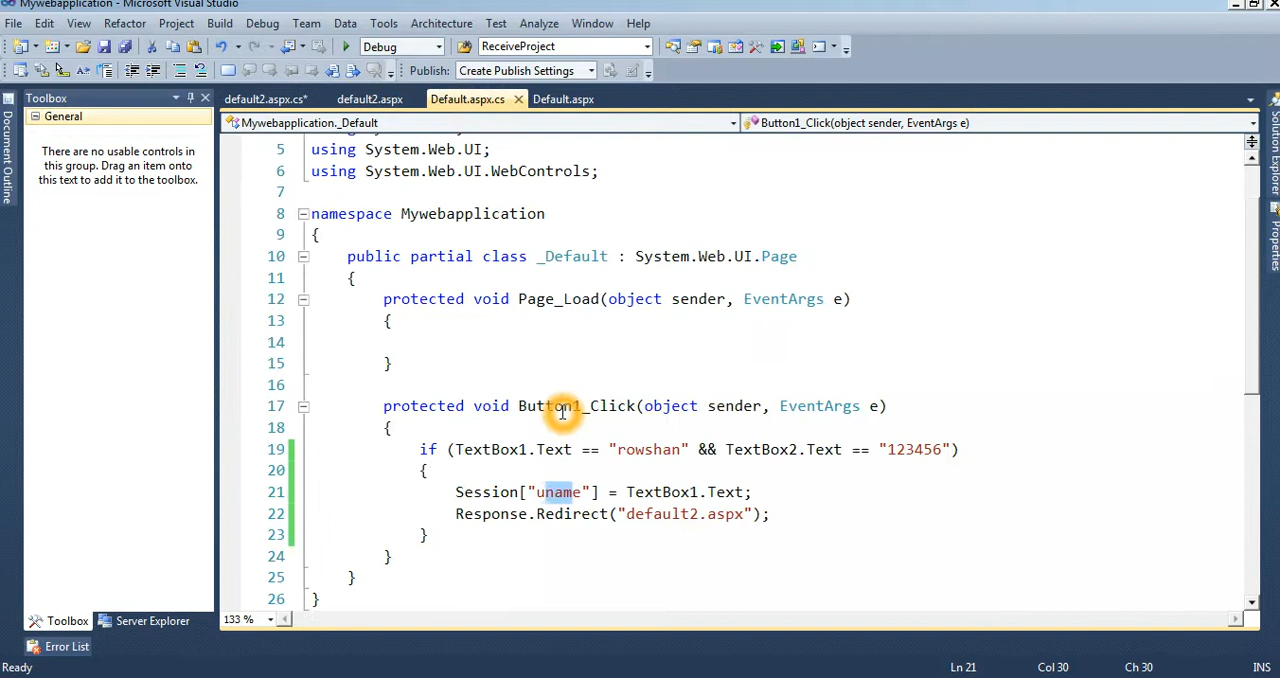 Mywebapplication - Microsoft Visual Studio
File Edit View Refactor Project Build Debug Team Data Tools Architecture Test Analyze Window Help
Debug ReceiveProject
Publish: Create Publish Settings
Toolbox default2.aspx.cs* default2.aspx Default.aspx.cs Default.aspx
General Mywebapplication._Default Button1_Click(object sender, EventArgs e)
There are no usable controls in
this group. Drag an item onto
this text to add it to the toolbox.
Document Outline
5 using System.Web.UI;
6 using System.Web.UI.WebControls;
7
8 namespace Mywebapplication
9 {
10 public partial class _Default : System.Web.UI.Page
11 {
12 protected void Page_Load(object sender, EventArgs e)
13 {
14
15 }
16
17 protected void Button1_Click(object sender, EventArgs e)
18 {
19 if (TextBox1.Text == "rowshan" && TextBox2.Text == "123456")
20 {
21 Session["uname"] = TextBox1.Text;
22 Response.Redirect("default2.aspx");
23 }
24 }
25 }
26 }
Solution Explorer
Properties
133 %
Toolbox Server Explorer
Error List
Ready Ln 21 Col 30 Ch 30 INS